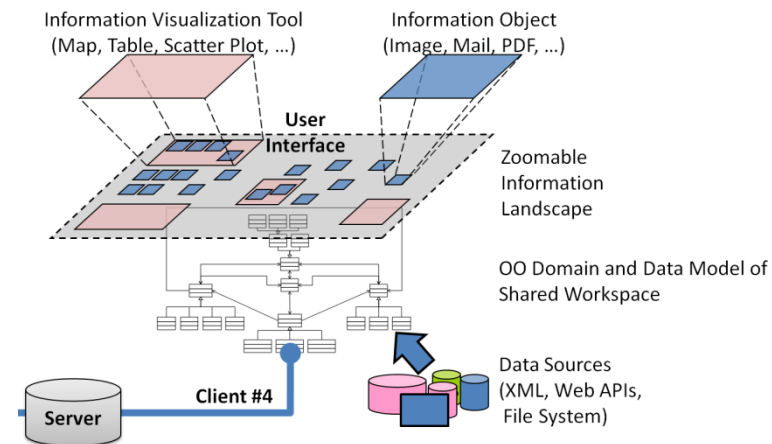 Information Visualization Tool
(Map, Table, Scatter Plot, ...)
Information Object
(Image, Mail, PDF, ...)
User
Interface
Zoomable
Information
Landscape
OO Domain and Data Model of
Shared Workspace
Data Sources
(XML, Web APIs,
File System)
Client #4
Server